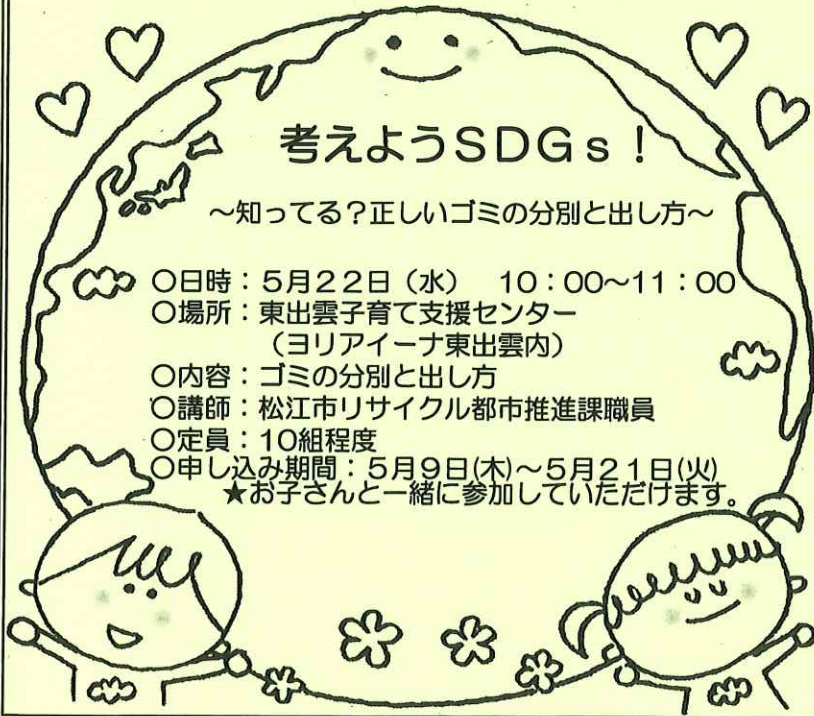 考えようSDGs！
～知ってる？正しいゴミの分別と出し方～
○日時：５月２２日（水）　１０：００～１１：００
○場所：東出雲子育て支援センター
（ヨリアイーナ東出雲内）
○内容：ゴミの分別と出し方
○講師：松江市リサイクル都市推進課職員
○定員：１０組程度
○申し込み期間：５月９日(木)～５月２１日(火)
★お子さんと一緒に参加していただけます。